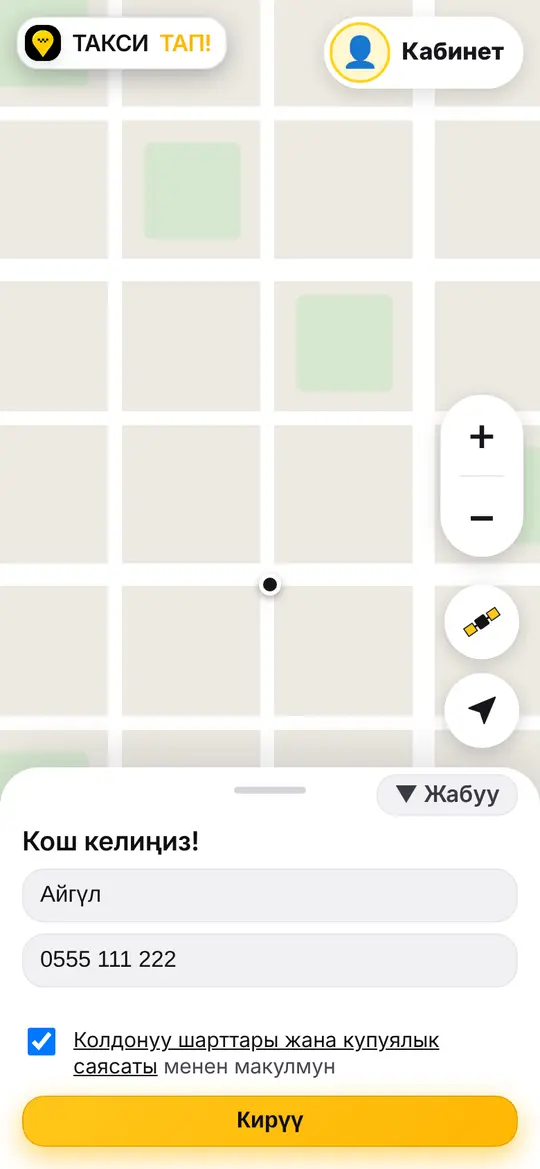 ТАКСИ ТАП!
Кабинет
+
−
▼ Жабуу
Кош келиңиз!
Айгүл
0555 111 222
Колдонуу шарттары жана купуялык
саясаты менен макулмун
Кирүү